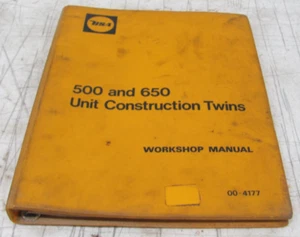 BSA
500 and 650
Unit Construction Twins
WORKSHOP MANUAL
00-4177